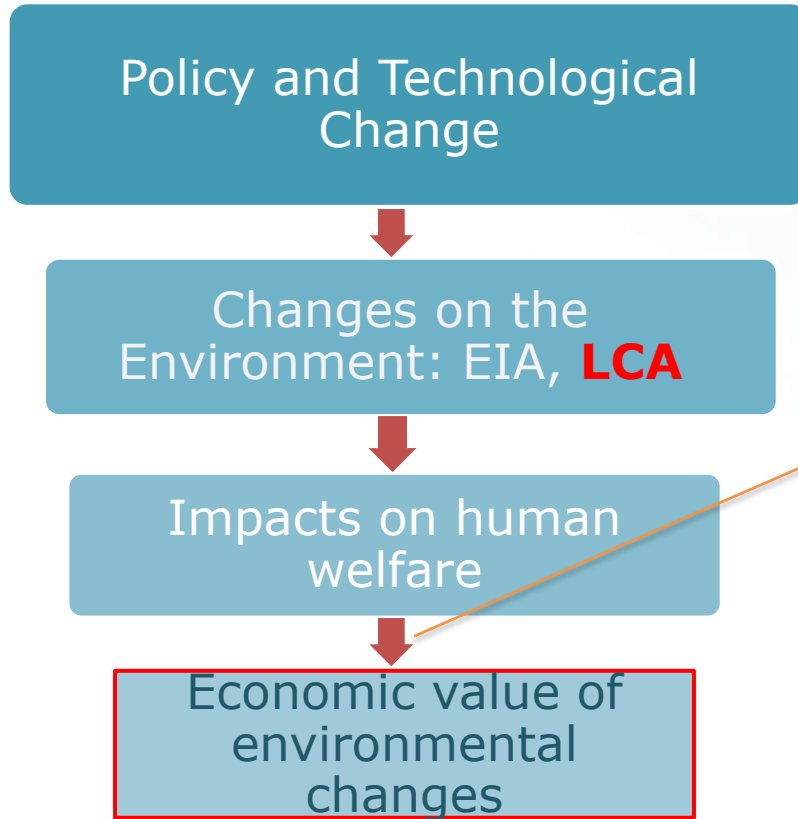 Policy and Technological
Change
Changes on the
Environment: EIA, LCA
Impacts on human
welfare
Economic value of
environmental
changes